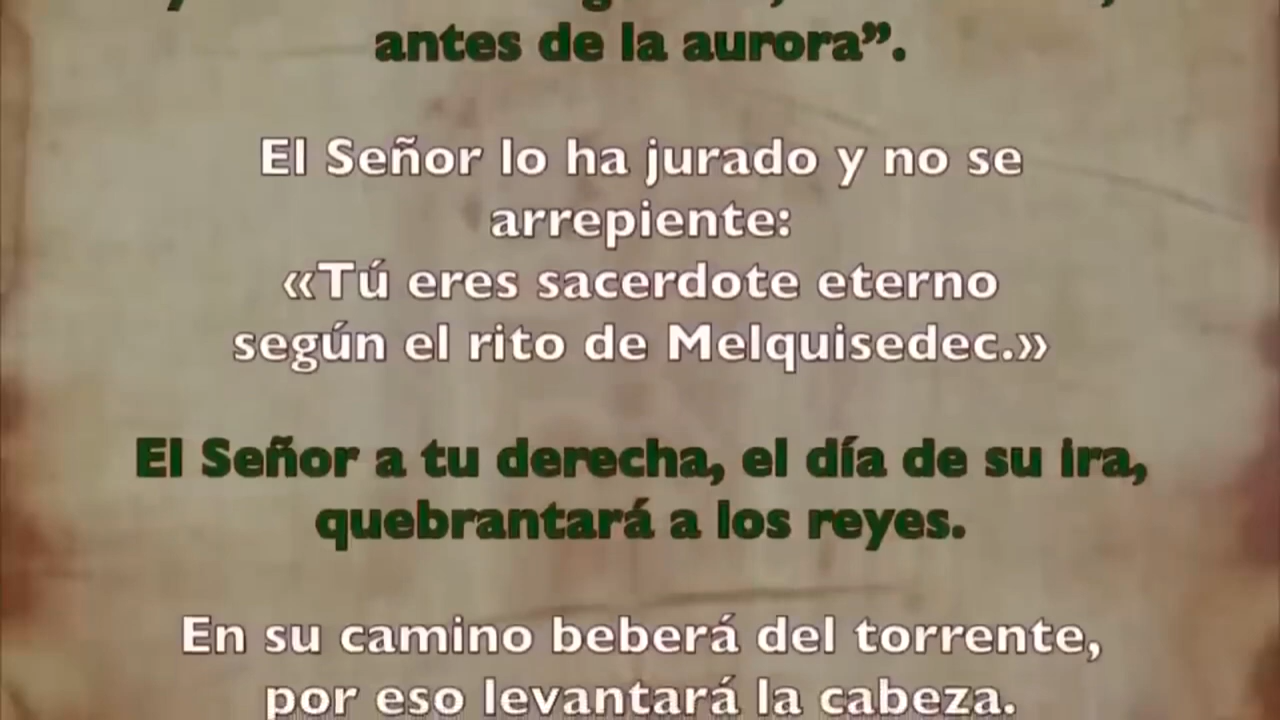 antes de la aurora”.
El Señor lo ha jurado y no se
arrepiente:
«Tú eres sacerdote eterno
según el rito de Melquisedec.»
El Señor a tu derecha, el día de su ira,
quebrantará a los reyes.
En su camino beberá del torrente,
por eso levantará la cabeza.